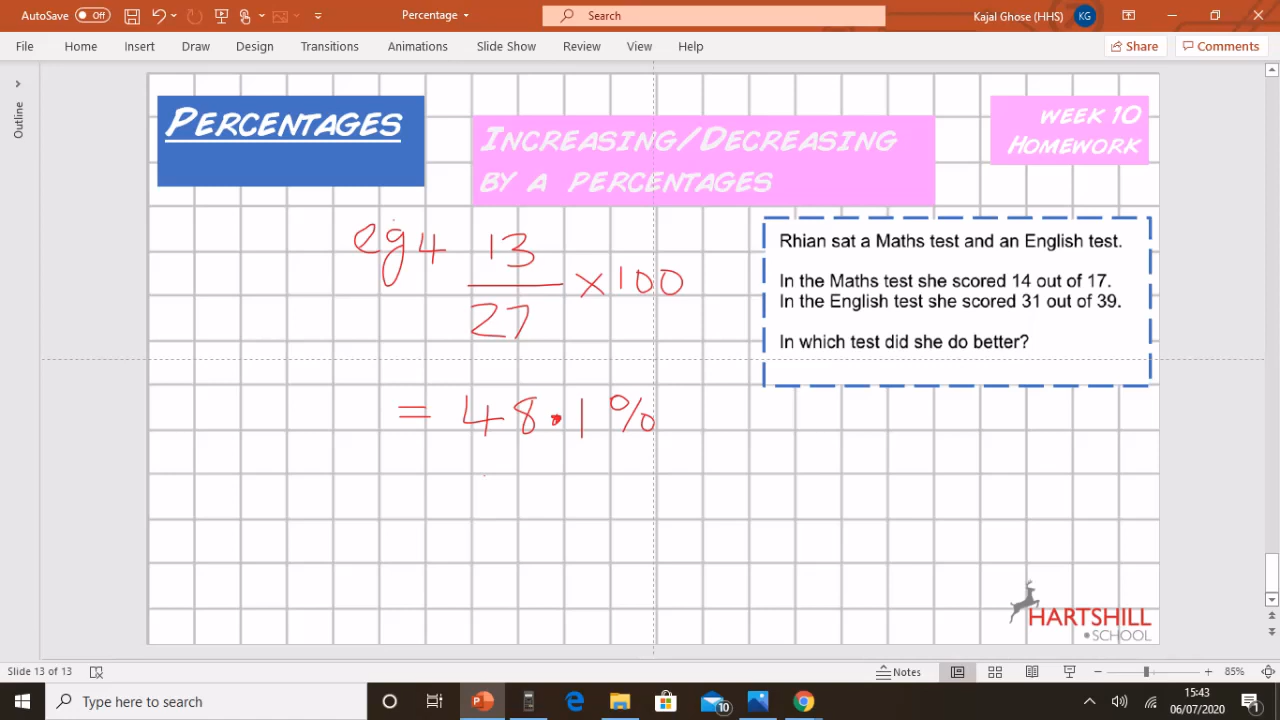 AutoSave Off Percentage Search Kajal Ghose (HHS) KG
File Home Insert Draw Design Transitions Animations Slide Show Review View Help Share Comments
Outline
PERCENTAGES
INCREASING/DECREASING
BY A PERCENTAGES
WEEK 10
HOMEWORK
eg 4 13
27
× 100
= 48.1%
Rhian sat a Maths test and an English test.
In the Maths test she scored 14 out of 17.
In the English test she scored 31 out of 39.
In which test did she do better?
HARTSHILL
SCHOOL
Slide 13 of 13 Notes 85%
Type here to search 10 15:43
06/07/2020 1